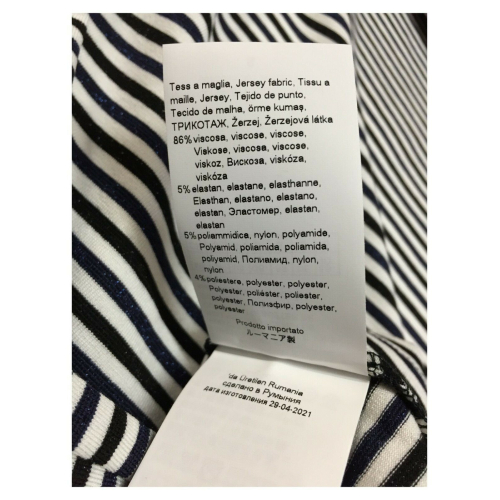 Tess a maglia, Jersey fabric, Tissu a
maille, Jersey, Tejido de punto,
Tecido de malha, örme kumaş,
ТРИКОТАЖ, Žerzej, Žerzejová látka
86% viscosa, viscose, viscose,
Viskose, viscosa, viscose,
viskoz, Вискоза, viskóza,
viskóza
5% elastan, elastane, elasthanne,
Elasthan, elastano, elastano,
elastan, Эластомер, elastan,
elastan
5% poliammidica, nylon, polyamide,
Polyamid, poliamida, poliamida,
polyamid, Полиамид, nylon,
nylon
4% poliestere, polyester, polyester,
Polyester, poliéster, poliester,
polyester, Полиэфир, polyester,
polyester
Prodotto importato
ルーマニア製
'da Üretilen Rumania
сделано в Румыния
дата изготовления 29-04-2021